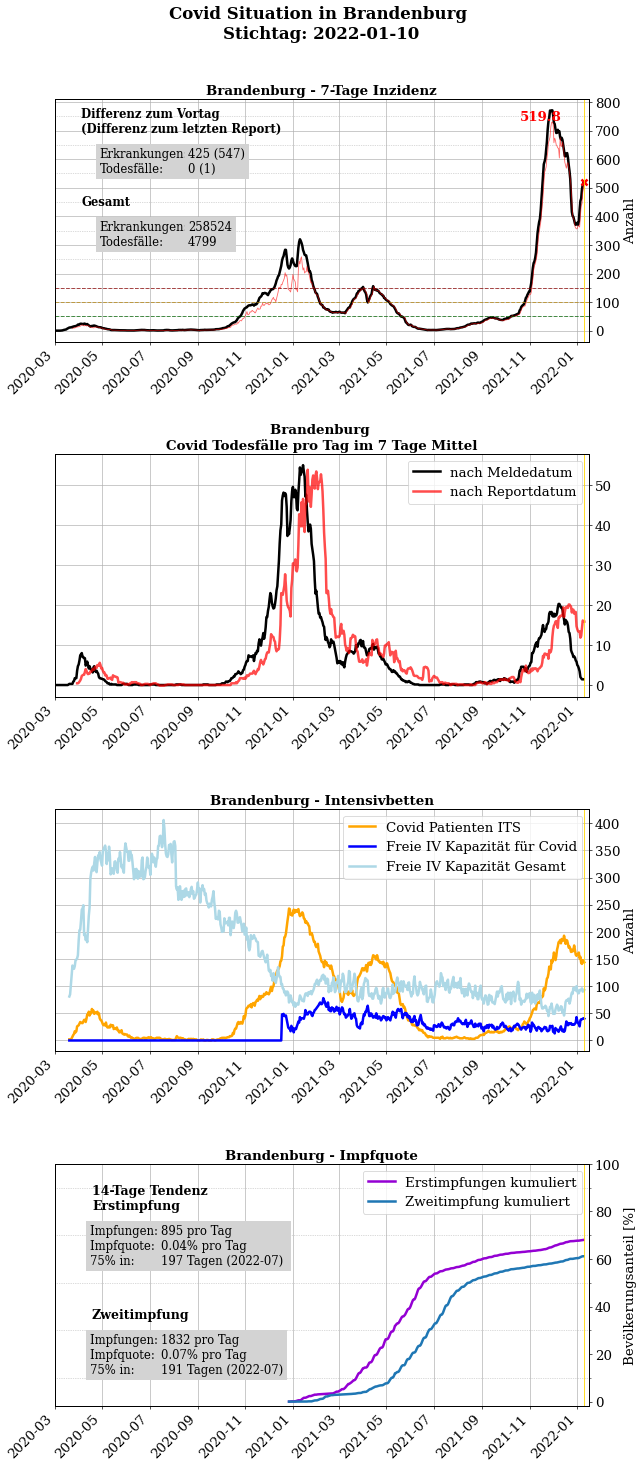 Covid Situation in Brandenburg
Stichtag: 2022-01-10
Brandenburg - 7-Tage Inzidenz
Differenz zum Vortag
(Differenz zum letzten Report)
Erkrankungen 425 (547)
Todesfälle: 0 (1)
Gesamt
Erkrankungen 258524
Todesfälle: 4799
519.8
800
700
600
500
400
300
200
100
0
Anzahl
2020-03
2020-05
2020-07
2020-09
2020-11
2021-01
2021-03
2021-05
2021-07
2021-09
2021-11
2022-01
Brandenburg
Covid Todesfälle pro Tag im 7 Tage Mittel
nach Meldedatum
nach Reportdatum
50
40
30
20
10
0
2020-03
2020-05
2020-07
2020-09
2020-11
2021-01
2021-03
2021-05
2021-07
2021-09
2021-11
2022-01
Brandenburg - Intensivbetten
Covid Patienten ITS
Freie IV Kapazität für Covid
Freie IV Kapazität Gesamt
400
350
300
250
200
150
100
50
0
Anzahl
2020-03
2020-05
2020-07
2020-09
2020-11
2021-01
2021-03
2021-05
2021-07
2021-09
2021-11
2022-01
Brandenburg - Impfquote
14-Tage Tendenz
Erstimpfung
Impfungen: 895 pro Tag
Impfquote: 0.04% pro Tag
75% in: 197 Tagen (2022-07)
Zweitimpfung
Impfungen: 1832 pro Tag
Impfquote: 0.07% pro Tag
75% in: 191 Tagen (2022-07)
Erstimpfungen kumuliert
Zweitimpfung kumuliert
100
80
60
40
20
0
Bevölkerungsanteil [%]
2020-03
2020-05
2020-07
2020-09
2020-11
2021-01
2021-03
2021-05
2021-07
2021-09
2021-11
2022-01